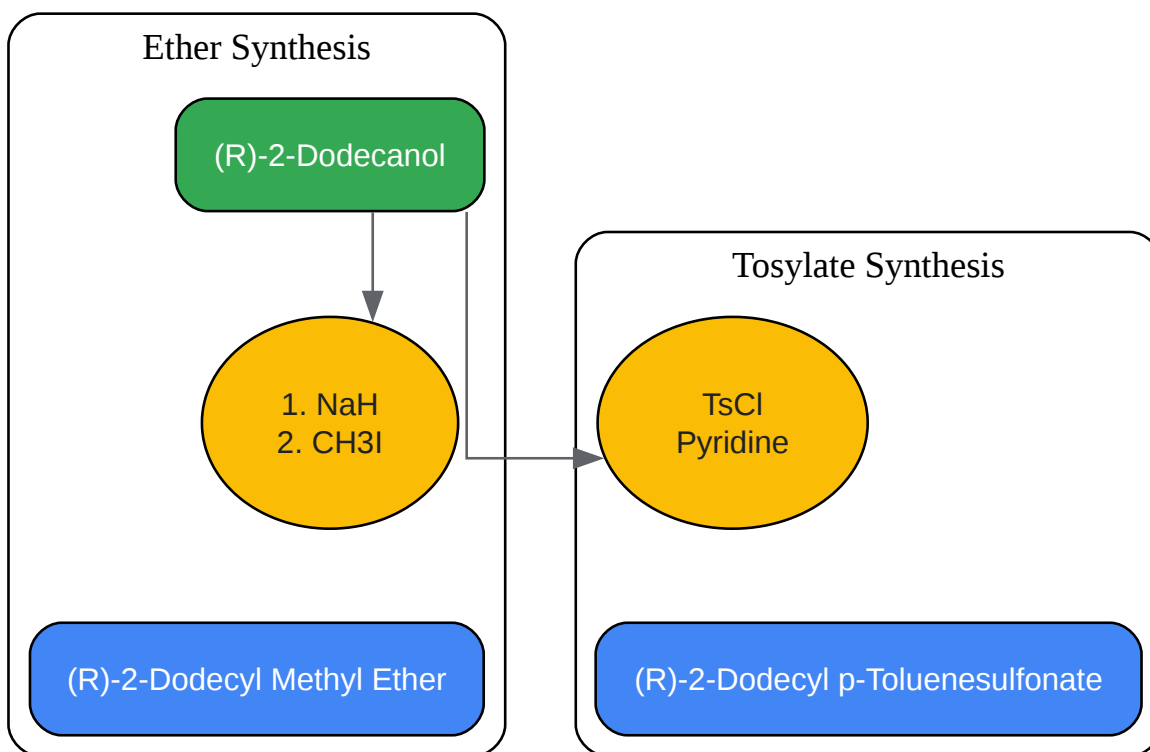 Ether Synthesis
(R)-2-Dodecanol
1. NaH
2. CH3I
(R)-2-Dodecyl Methyl Ether
Tosylate Synthesis
TsCl
Pyridine
(R)-2-Dodecyl p-Toluenesulfonate